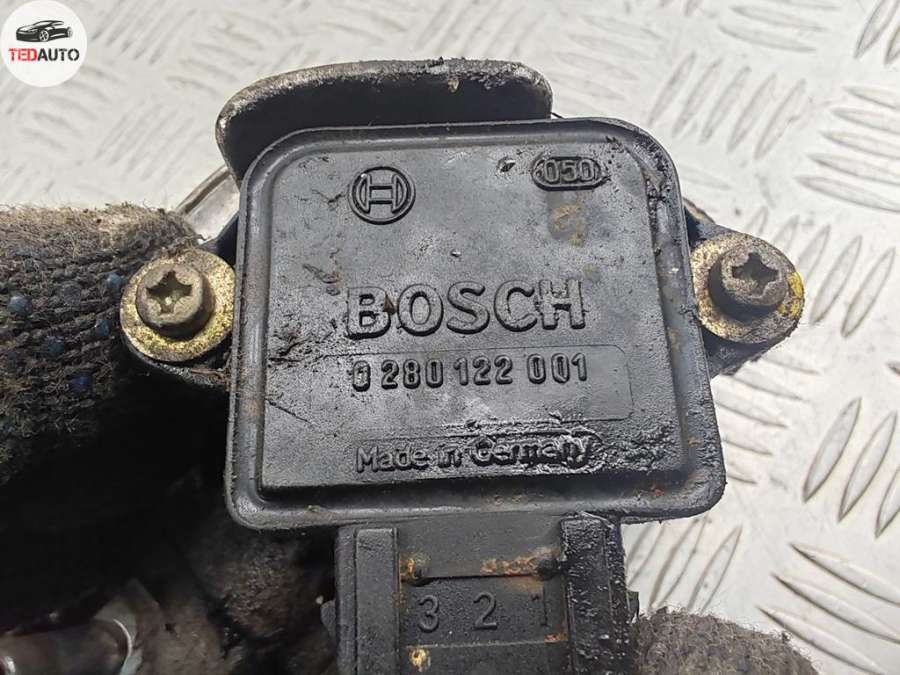 TEDAUTO
050
BOSCH
0 280 122 001
Made in Germany
3 2 1